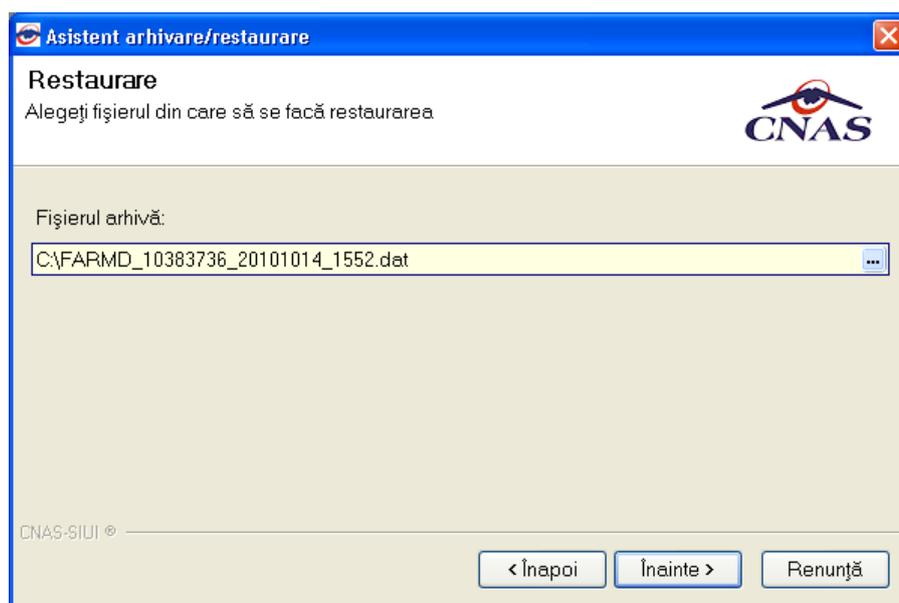 Asistent arhivare/restaurare
Restaurare
Alegeţi fişierul din care să se facă restaurarea
CNAS
Fişierul arhivă:
C:\FARMD_10383736_20101014_1552.dat
...
CNAS-SIUI ®
< Înapoi
Înainte >
Renunţă